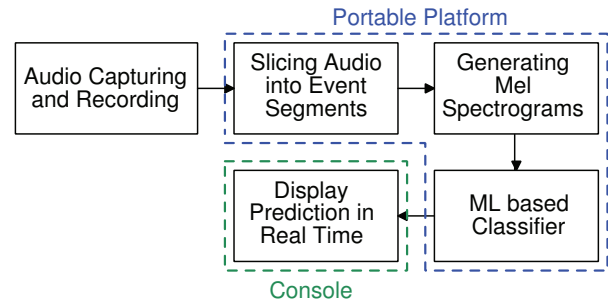 Portable Platform
Audio Capturing
and Recording
Slicing Audio
into Event
Segments
Generating
Mel
Spectrograms
Display
Prediction in
Real Time
ML based
Classifier
Console